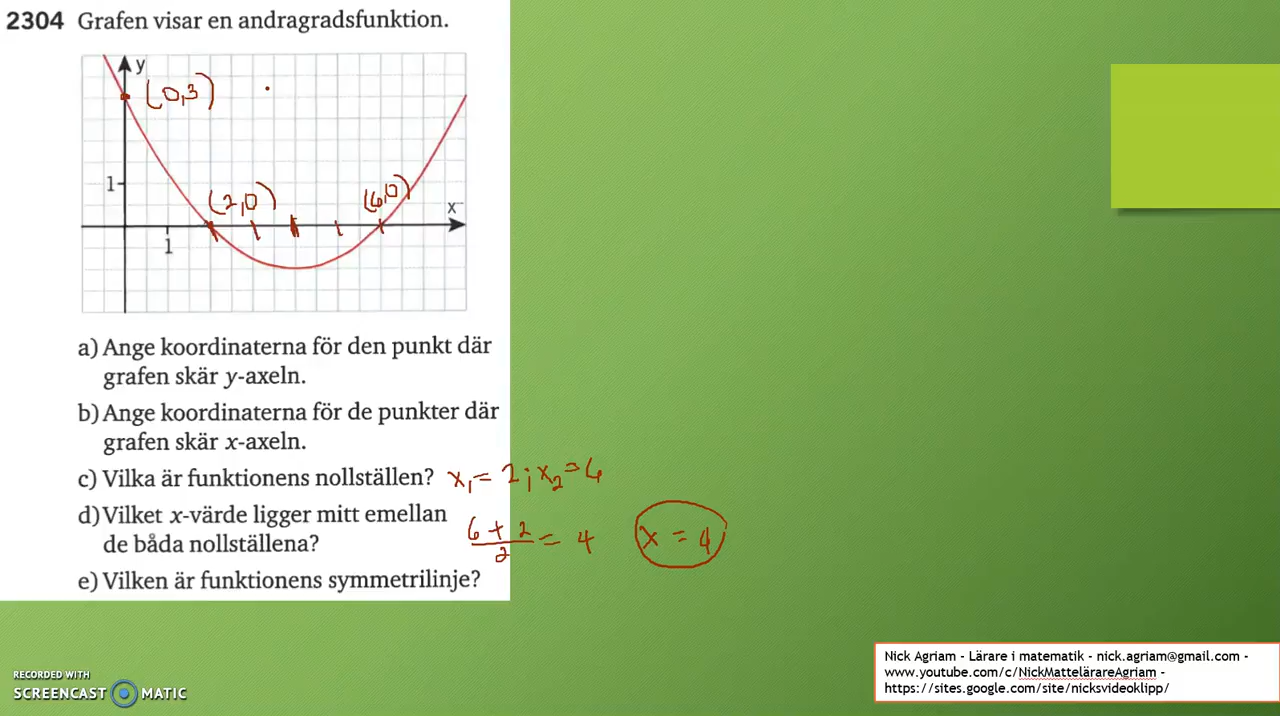 2304 Grafen visar en andragradsfunktion.
y
(0,3)
1
(2,0)
(6,0)
x
1
a) Ange koordinaterna för den punkt där
grafen skär y-axeln.
b) Ange koordinaterna för de punkter där
grafen skär x-axeln.
c) Vilka är funktionens nollställen? x₁ = 2 ; x₂ = 6
d) Vilket x-värde ligger mitt emellan
de båda nollställena?
6 + 2 / 2 = 4
x = 4
e) Vilken är funktionens symmetrilinje?
Nick Agriam - Lärare i matematik - nick.agriam@gmail.com -
www.youtube.com/c/NickMattelärareAgriam -
https://sites.google.com/site/nicksvideoklipp/
RECORDED WITH
SCREENCAST MATIC